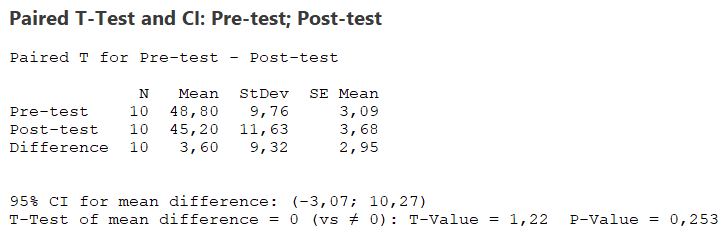 Paired T-Test and CI: Pre-test; Post-test
Paired T for Pre-test - Post-test
N Mean StDev SE Mean
Pre-test 10 48,80 9,76 3,09
Post-test 10 45,20 11,63 3,68
Difference 10 3,60 9,32 2,95
95% CI for mean difference: (-3,07; 10,27)
T-Test of mean difference = 0 (vs ≠ 0): T-Value = 1,22 P-Value = 0,253